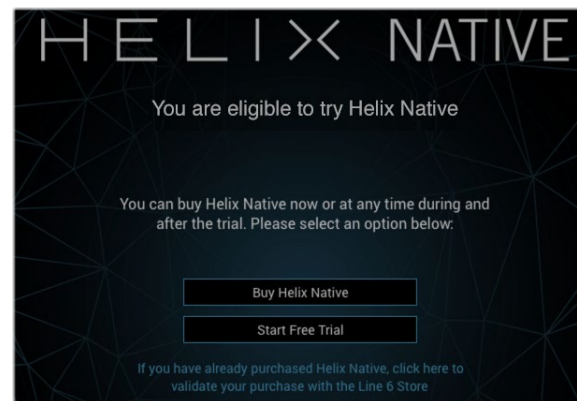 HELIX NATIVE
You are eligible to try Helix Native
You can buy Helix Native now or at any time during and
after the trial. Please select an option below:
Buy Helix Native
Start Free Trial
If you have already purchased Helix Native, click here to
validate your purchase with the Line 6 Store